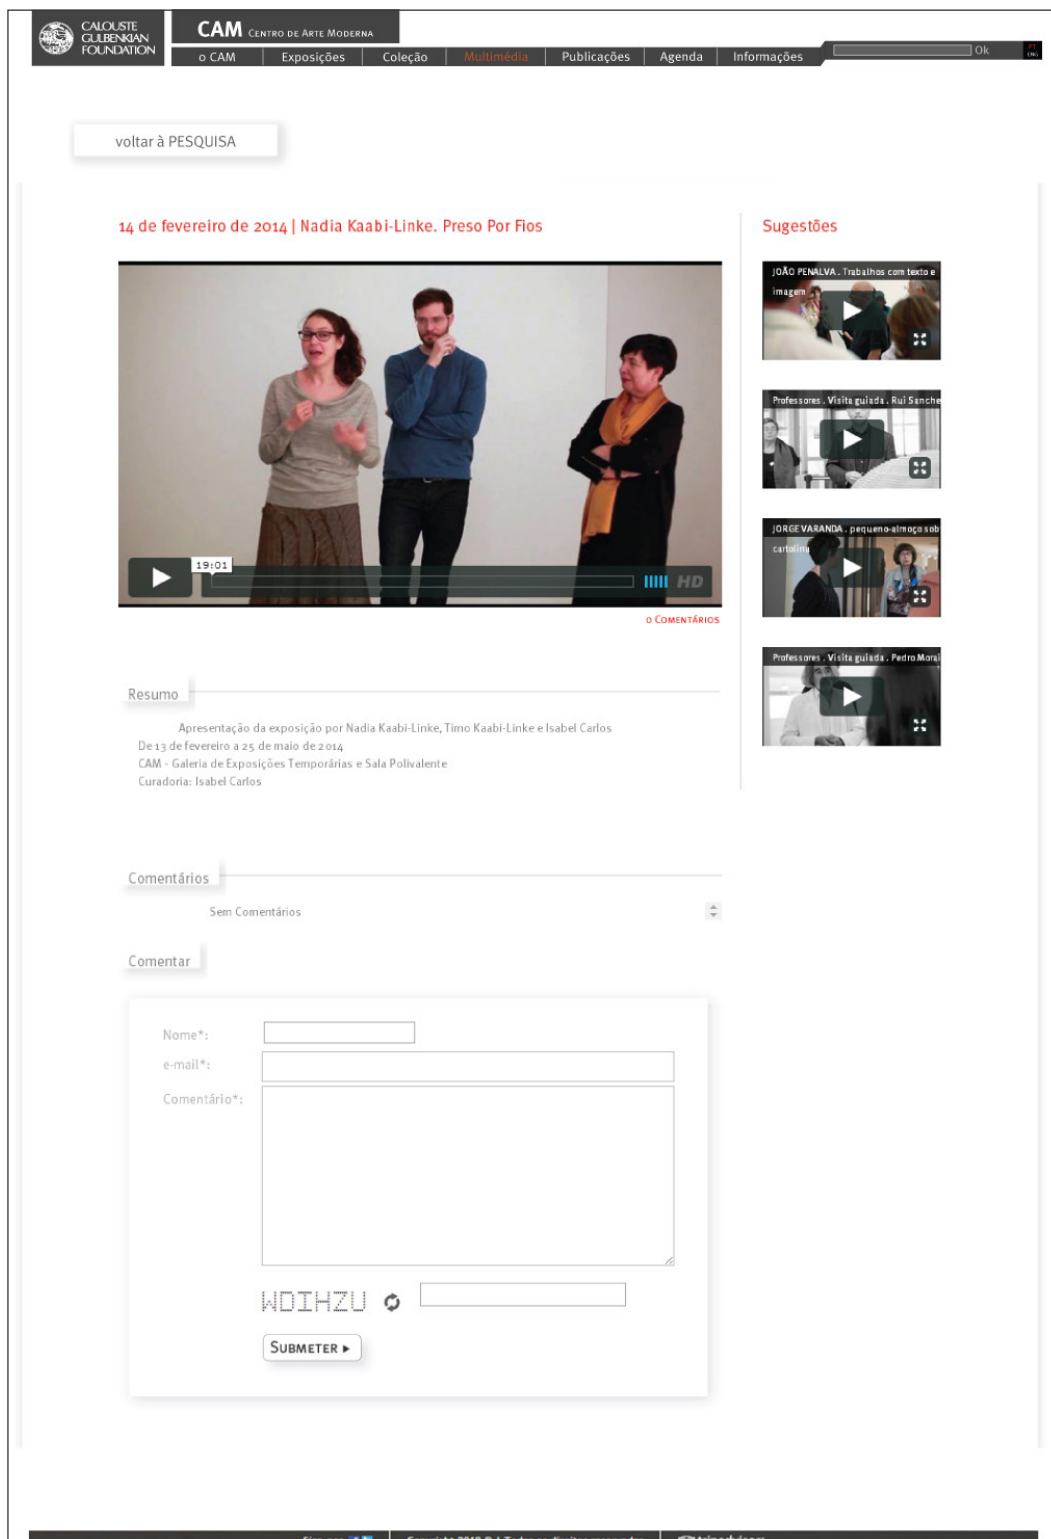 CALOUSTE
GULBENKIAN
FOUNDATION
CAM CENTRO DE ARTE MODERNA
o CAM | Exposições | Coleção | Multimédia | Publicações | Agenda | Informações
Ok
PT
ENG
voltar à PESQUISA
14 de fevereiro de 2014 | Nadia Kaabi-Linke. Preso Por Fios
19:01
HD
0 COMENTÁRIOS
Sugestões
JOÃO PENALVA . Trabalhos com texto e
imagem
Professores . Visita guiada . Rui Sanche
JORGE VARANDA . pequeno-almoço sob
cartolina
Professores . Visita guiada . Pedro Morai
Resumo
Apresentação da exposição por Nadia Kaabi-Linke, Timo Kaabi-Linke e Isabel Carlos
De 13 de fevereiro a 25 de maio de 2014
CAM - Galeria de Exposições Temporárias e Sala Polivalente
Curadoria: Isabel Carlos
Comentários
Sem Comentários
Comentar
Nome*:
e-mail*:
Comentário*:
WDIHZU
SUBMETER